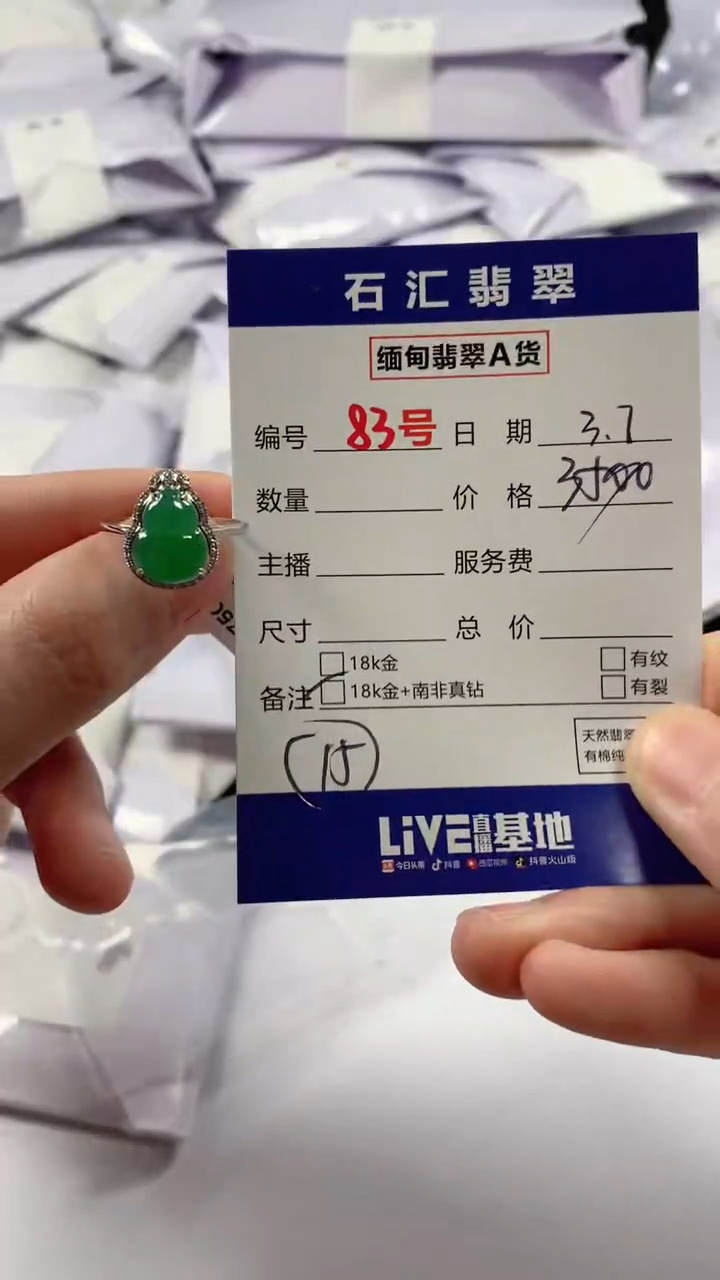 石汇翡翠
缅甸翡翠A货
编号 83号 日期 3.7
数量 价格
主播 服务费
尺寸 总价
18k金 有纹
备注 18k金+南非真钻 有裂
15
天然翡翠
有棉纯
LIVE直播基地
今日头条 抖音 西瓜视频 抖音火山版